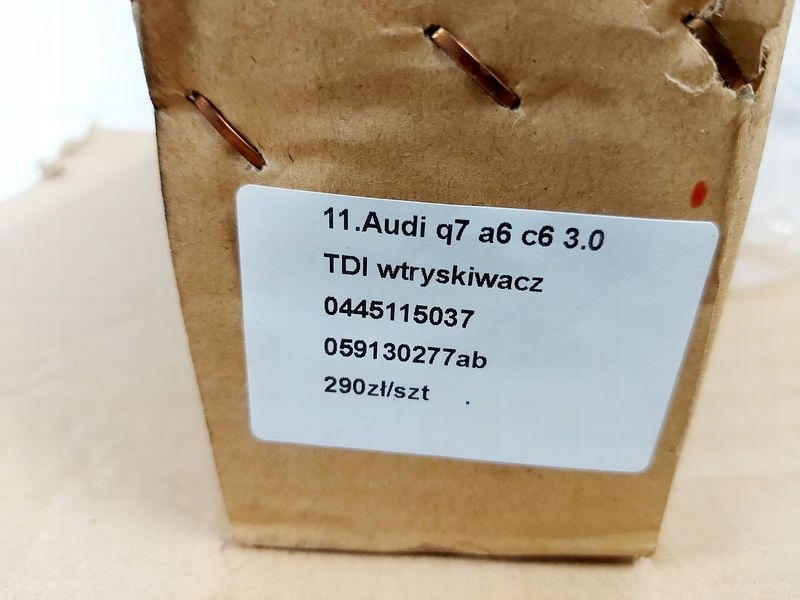 11.Audi q7 a6 c6 3.0
TDI wtryskiwacz
0445115037
059130277ab
290zł/szt .